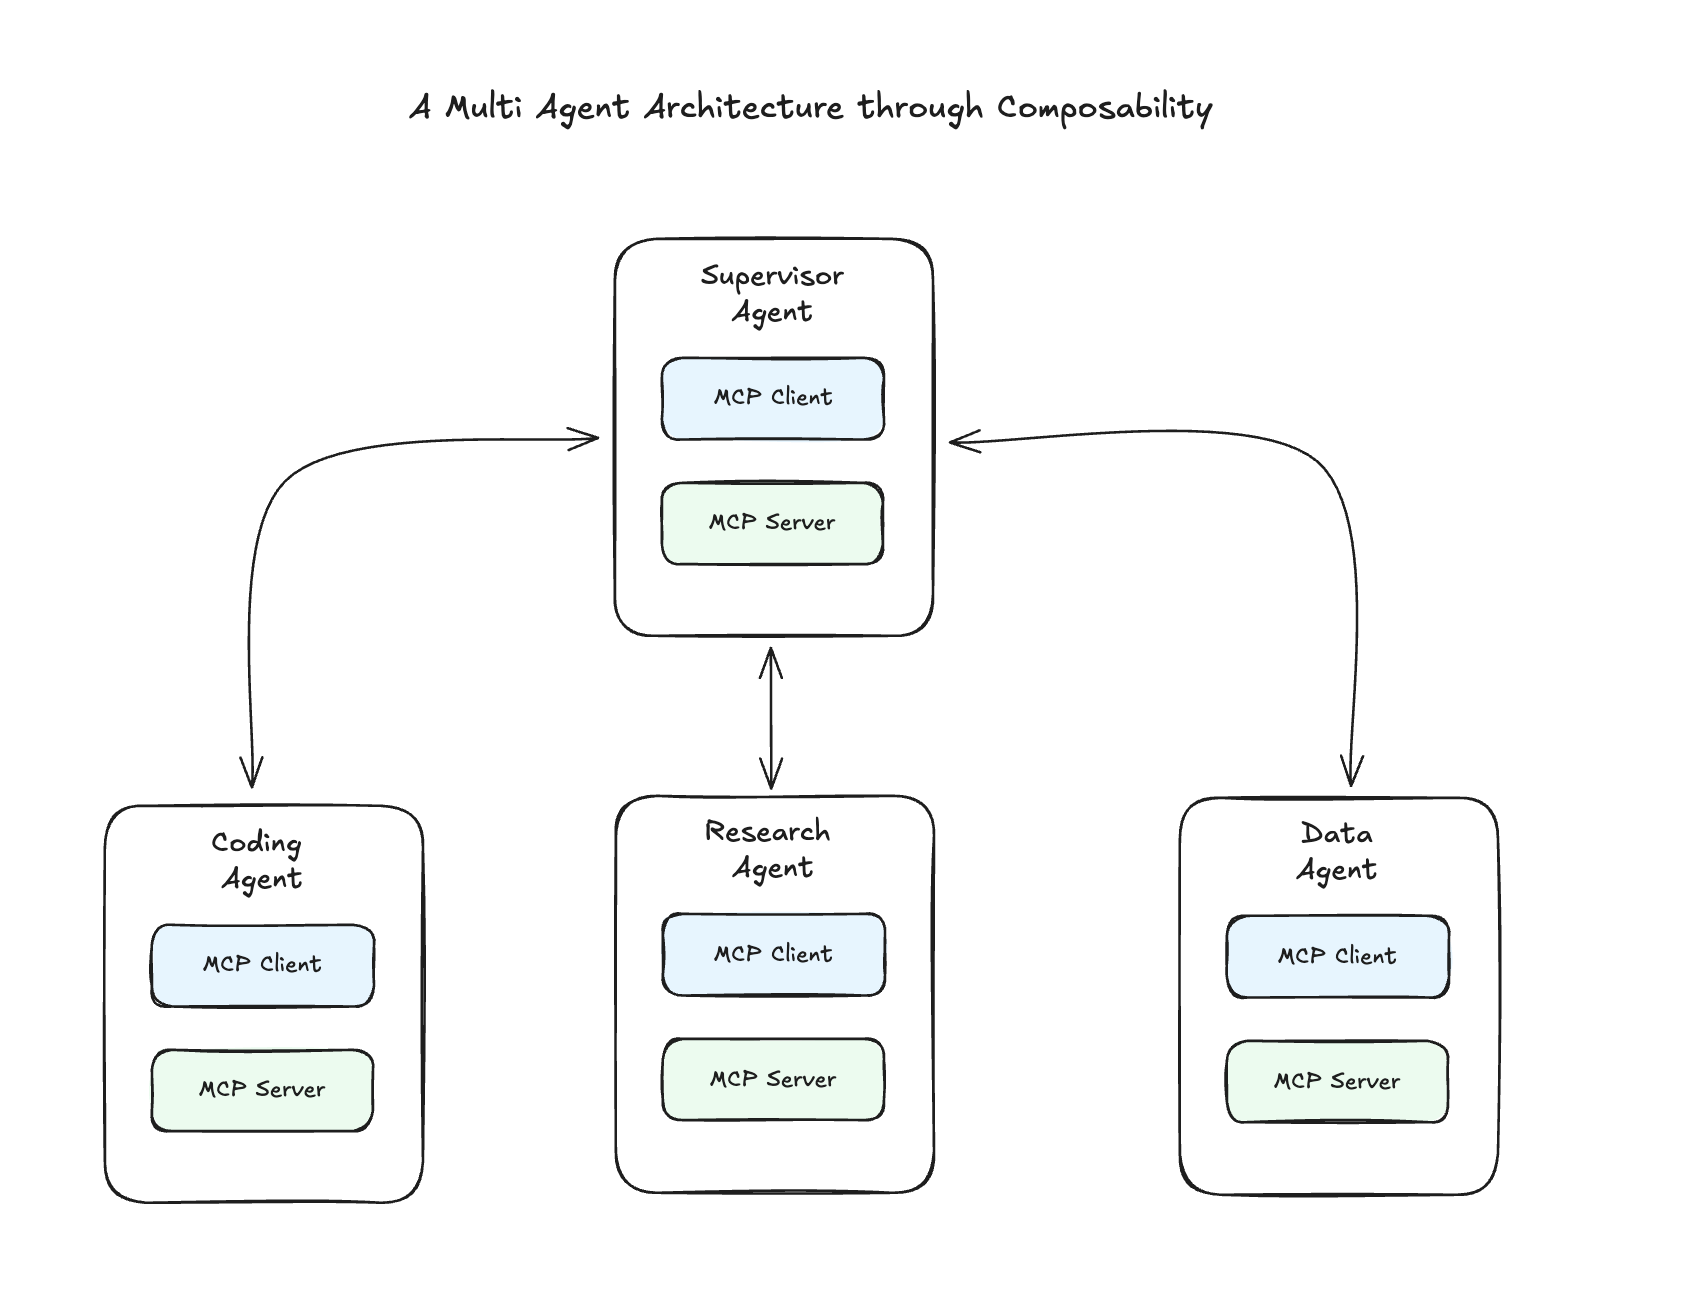 A Multi Agent Architecture through Composability
Supervisor
Agent
MCP Client
MCP Server
Coding
Agent
MCP Client
MCP Server
Research
Agent
MCP Client
MCP Server
Data
Agent
MCP Client
MCP Server